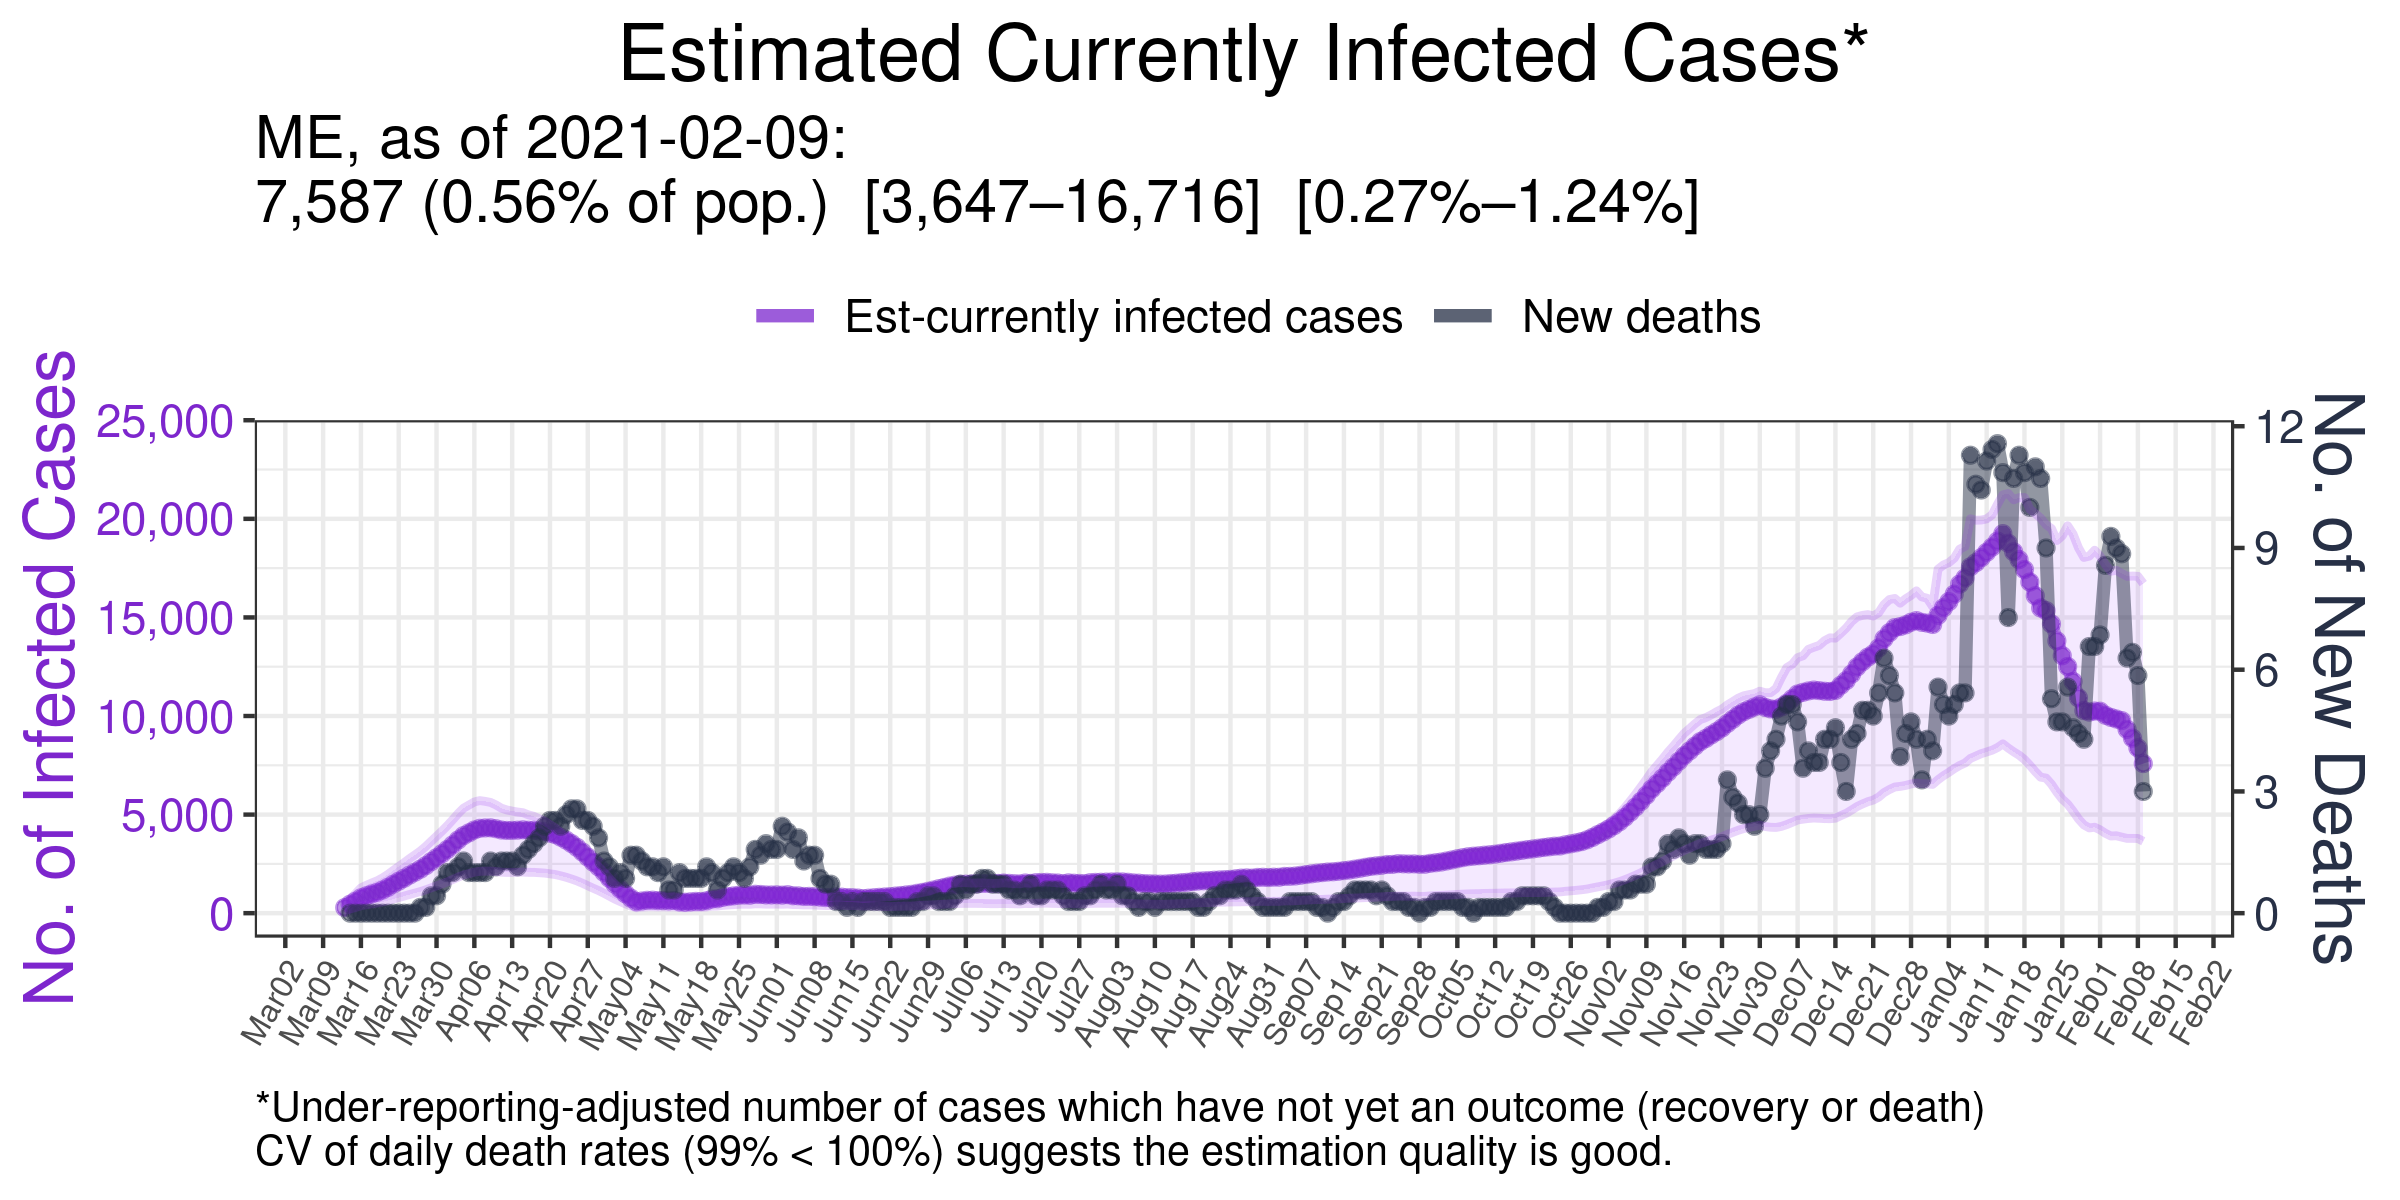 Estimated Currently Infected Cases*
ME, as of 2021-02-09:
7,587 (0.56% of pop.)  [3,647–16,716]  [0.27%–1.24%]
Est-currently infected cases
New deaths
No. of Infected Cases
25,000
20,000
15,000
10,000
5,000
0
12
9
6
3
0
No. of New Deaths
Mar02
Mar09
Mar16
Mar23
Mar30
Apr06
Apr13
Apr20
Apr27
May04
May11
May18
May25
Jun01
Jun08
Jun15
Jun22
Jun29
Jul06
Jul13
Jul20
Jul27
Aug03
Aug10
Aug17
Aug24
Aug31
Sep07
Sep14
Sep21
Sep28
Oct05
Oct12
Oct19
Oct26
Nov02
Nov09
Nov16
Nov23
Nov30
Dec07
Dec14
Dec21
Dec28
Jan04
Jan11
Jan18
Jan25
Feb01
Feb08
Feb15
Feb22
*Under-reporting-adjusted number of cases which have not yet an outcome (recovery or death)
CV of daily death rates (99% < 100%) suggests the estimation quality is good.